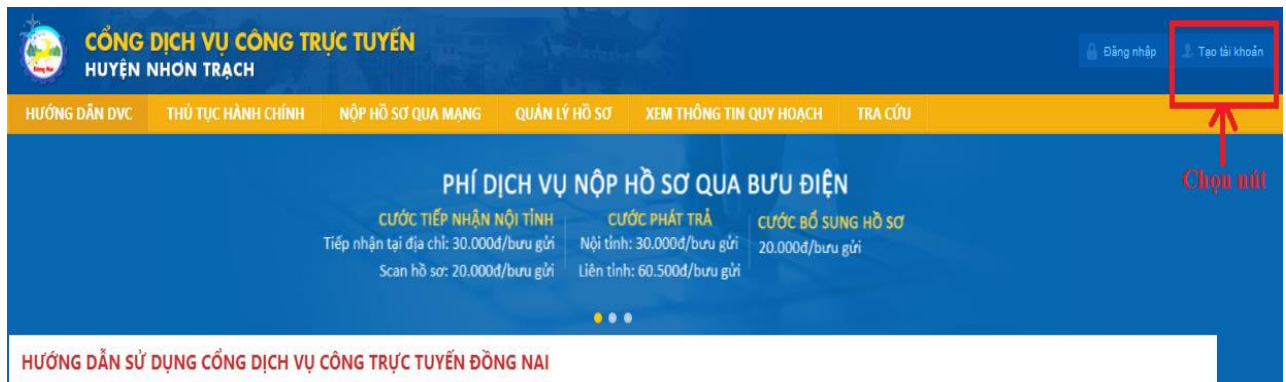 CỔNG DỊCH VỤ CÔNG TRỰC TUYẾN
HUYỆN NHƠN TRẠCH
Đồng Nai
Đăng nhập
Tạo tài khoản
HƯỚNG DẪN DVC
THỦ TỤC HÀNH CHÍNH
NỘP HỒ SƠ QUA MẠNG
QUẢN LÝ HỒ SƠ
XEM THÔNG TIN QUY HOẠCH
TRA CỨU
Chọn nút
PHÍ DỊCH VỤ NỘP HỒ SƠ QUA BƯU ĐIỆN
CƯỚC TIẾP NHẬN NỘI TỈNH
Tiếp nhận tại địa chỉ: 30.000đ/bưu gửi
Scan hồ sơ: 20.000đ/bưu gửi
CƯỚC PHÁT TRẢ
Nội tỉnh: 30.000đ/bưu gửi
Liên tỉnh: 60.500đ/bưu gửi
CƯỚC BỔ SUNG HỒ SƠ
20.000đ/bưu gửi
HƯỚNG DẪN SỬ DỤNG CỔNG DỊCH VỤ CÔNG TRỰC TUYẾN ĐỒNG NAI